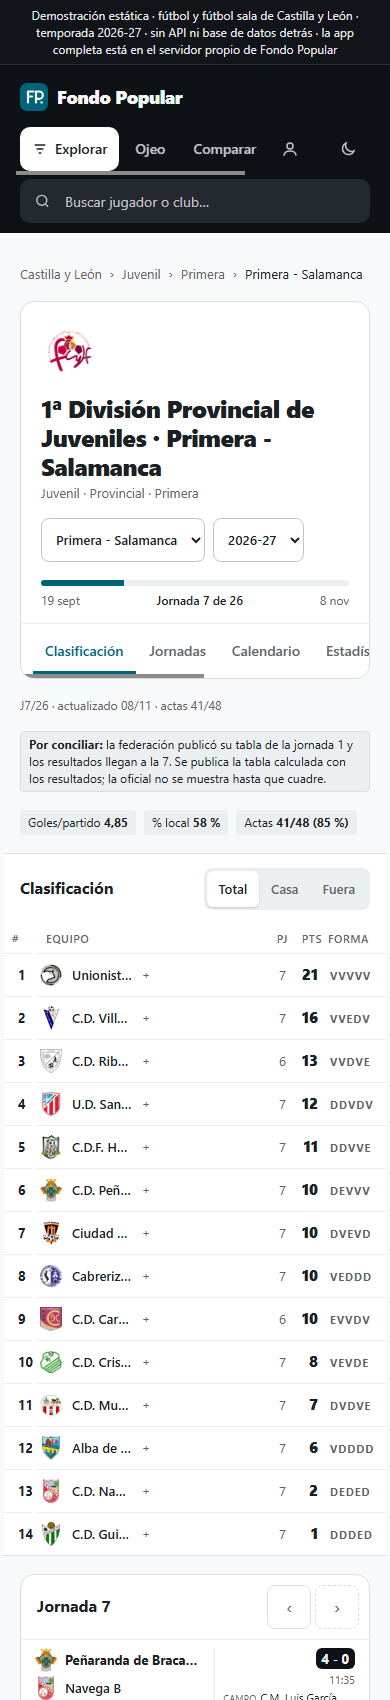 Demostración estática · fútbol y fútbol sala de Castilla y León ·
temporada 2026-27 · sin API ni base de datos detrás · la app
completa está en el servidor propio de Fondo Popular
FP. Fondo Popular
Explorar Ojeo Comparar
Buscar jugador o club...
Castilla y León › Juvenil › Primera › Primera - Salamanca
1ª División Provincial de
Juveniles · Primera -
Salamanca
Juvenil · Provincial · Primera
Primera - Salamanca 2026-27
19 sept Jornada 7 de 26 8 nov
Clasificación Jornadas Calendario Estadís
J7/26 · actualizado 08/11 · actas 41/48
Por conciliar: la federación publicó su tabla de la jornada 1 y
los resultados llegan a la 7. Se publica la tabla calculada con
los resultados; la oficial no se muestra hasta que cuadre.
Goles/partido 4,85 % local 58 % Actas 41/48 (85 %)
Clasificación Total Casa Fuera
# EQUIPO PJ PTS FORMA
1 Unionist... + 7 21 VVVVV
2 C.D. Vill... + 7 16 VVEDV
3 C.D. Rib... + 6 13 VVDVE
4 U.D. San... + 7 12 DDVDV
5 C.D.F. H... + 7 11 DDVVE
6 C.D. Peñ... + 7 10 DEVVV
7 Ciudad ... + 7 10 DVEVD
8 Cabreriz... + 7 10 VEDDD
9 C.D. Car... + 6 10 EVVDV
10 C.D. Cris... + 7 8 VEVDE
11 C.D. Mu... + 7 7 DVDVE
12 Alba de ... + 7 6 VDDDD
13 C.D. Na... + 7 2 DEDED
14 C.D. Gui... + 7 1 DDDED
Jornada 7 ‹ ›
Peñaranda de Braca... 4 - 0
Navega B 11:35
CAMPO C.M. Luis García